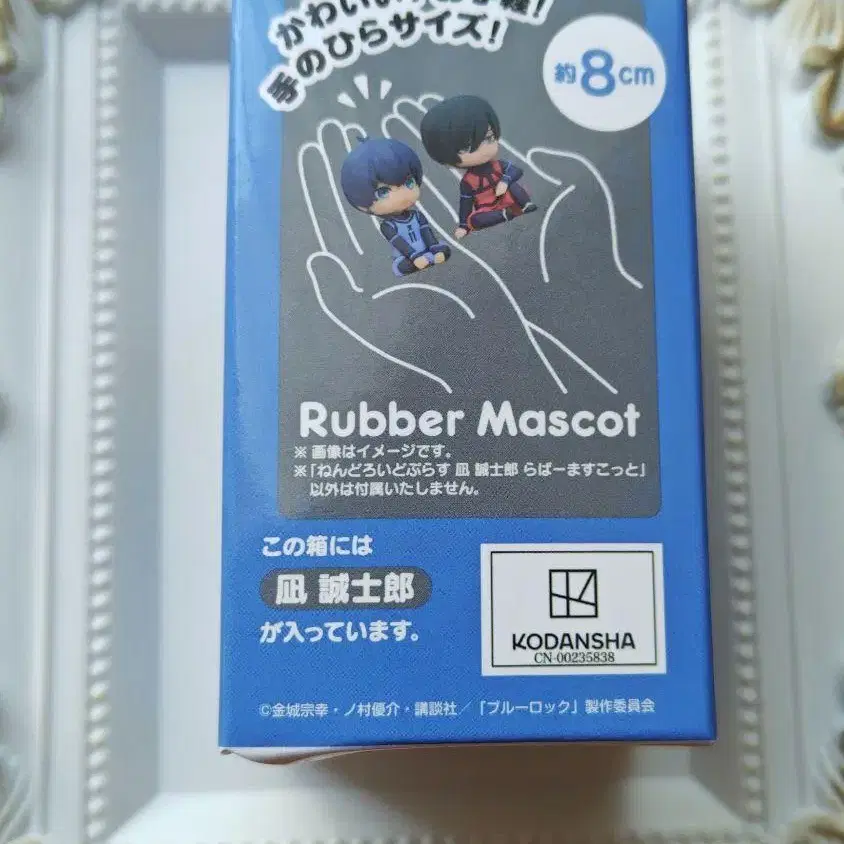 手のひらサイズ!
約8cm
Rubber Mascot
※ 画像はイメージです。
※「ねんどろいどぷらす 凪 誠士郎 らばーますこっと」
以外は付属いたしません。
この箱には
凪 誠士郎
が入っています。
KODANSHA
CN-00235838
©金城宗幸・ノ村優介・講談社／「ブルーロック」製作委員会